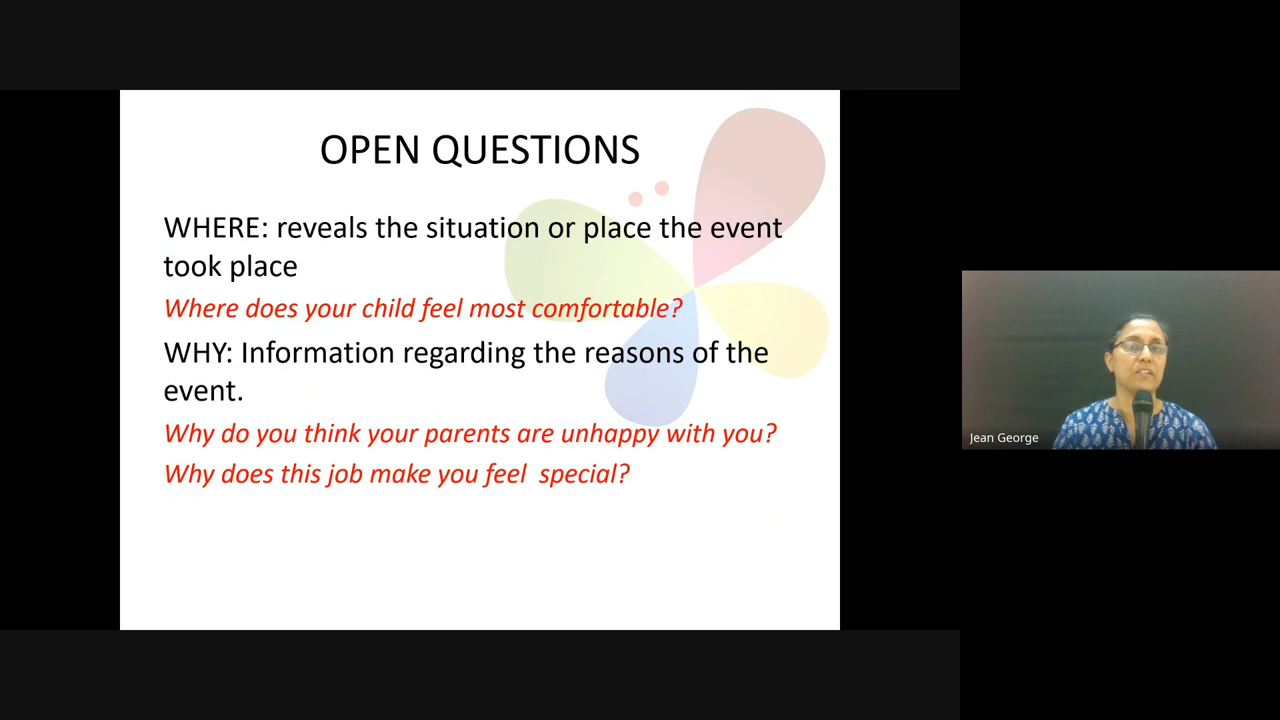 OPEN QUESTIONS
WHERE: reveals the situation or place the event
took place
Where does your child feel most comfortable?
WHY: Information regarding the reasons of the
event.
Why do you think your parents are unhappy with you?
Why does this job make you feel  special?
Jean George